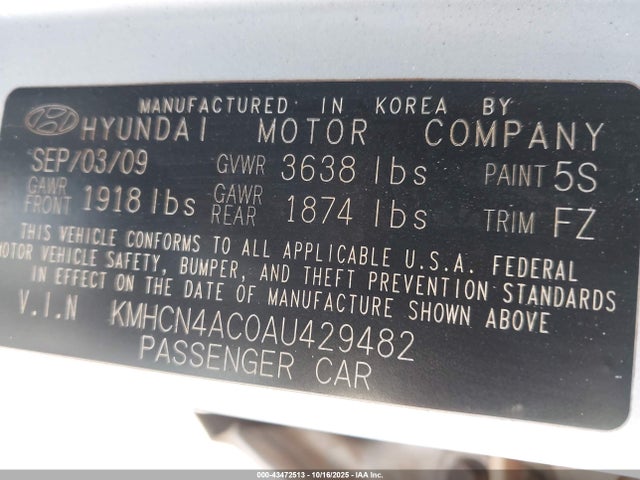 MANUFACTURED IN KOREA BY
HYUNDAI MOTOR COMPANY
SEP/03/09 GVWR 3638 lbs PAINT 5S
GAWR FRONT 1918 lbs GAWR REAR 1874 lbs TRIM FZ
THIS VEHICLE CONFORMS TO ALL APPLICABLE U.S.A. FEDERAL
MOTOR VEHICLE SAFETY, BUMPER, AND THEFT PREVENTION STANDARDS
IN EFFECT ON THE DATE OF MANUFACTURE SHOWN ABOVE
V.I.N KMHCN4AC0AU429482
PASSENGER CAR
000-43472513 - 10/16/2025 - IAA, Inc.